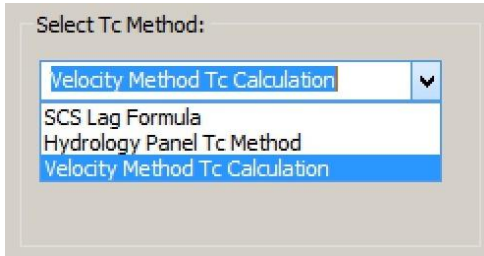 Select Tc Method:
Velocity Method Tc Calculation
SCS Lag Formula
Hydrology Panel Tc Method
Velocity Method Tc Calculation